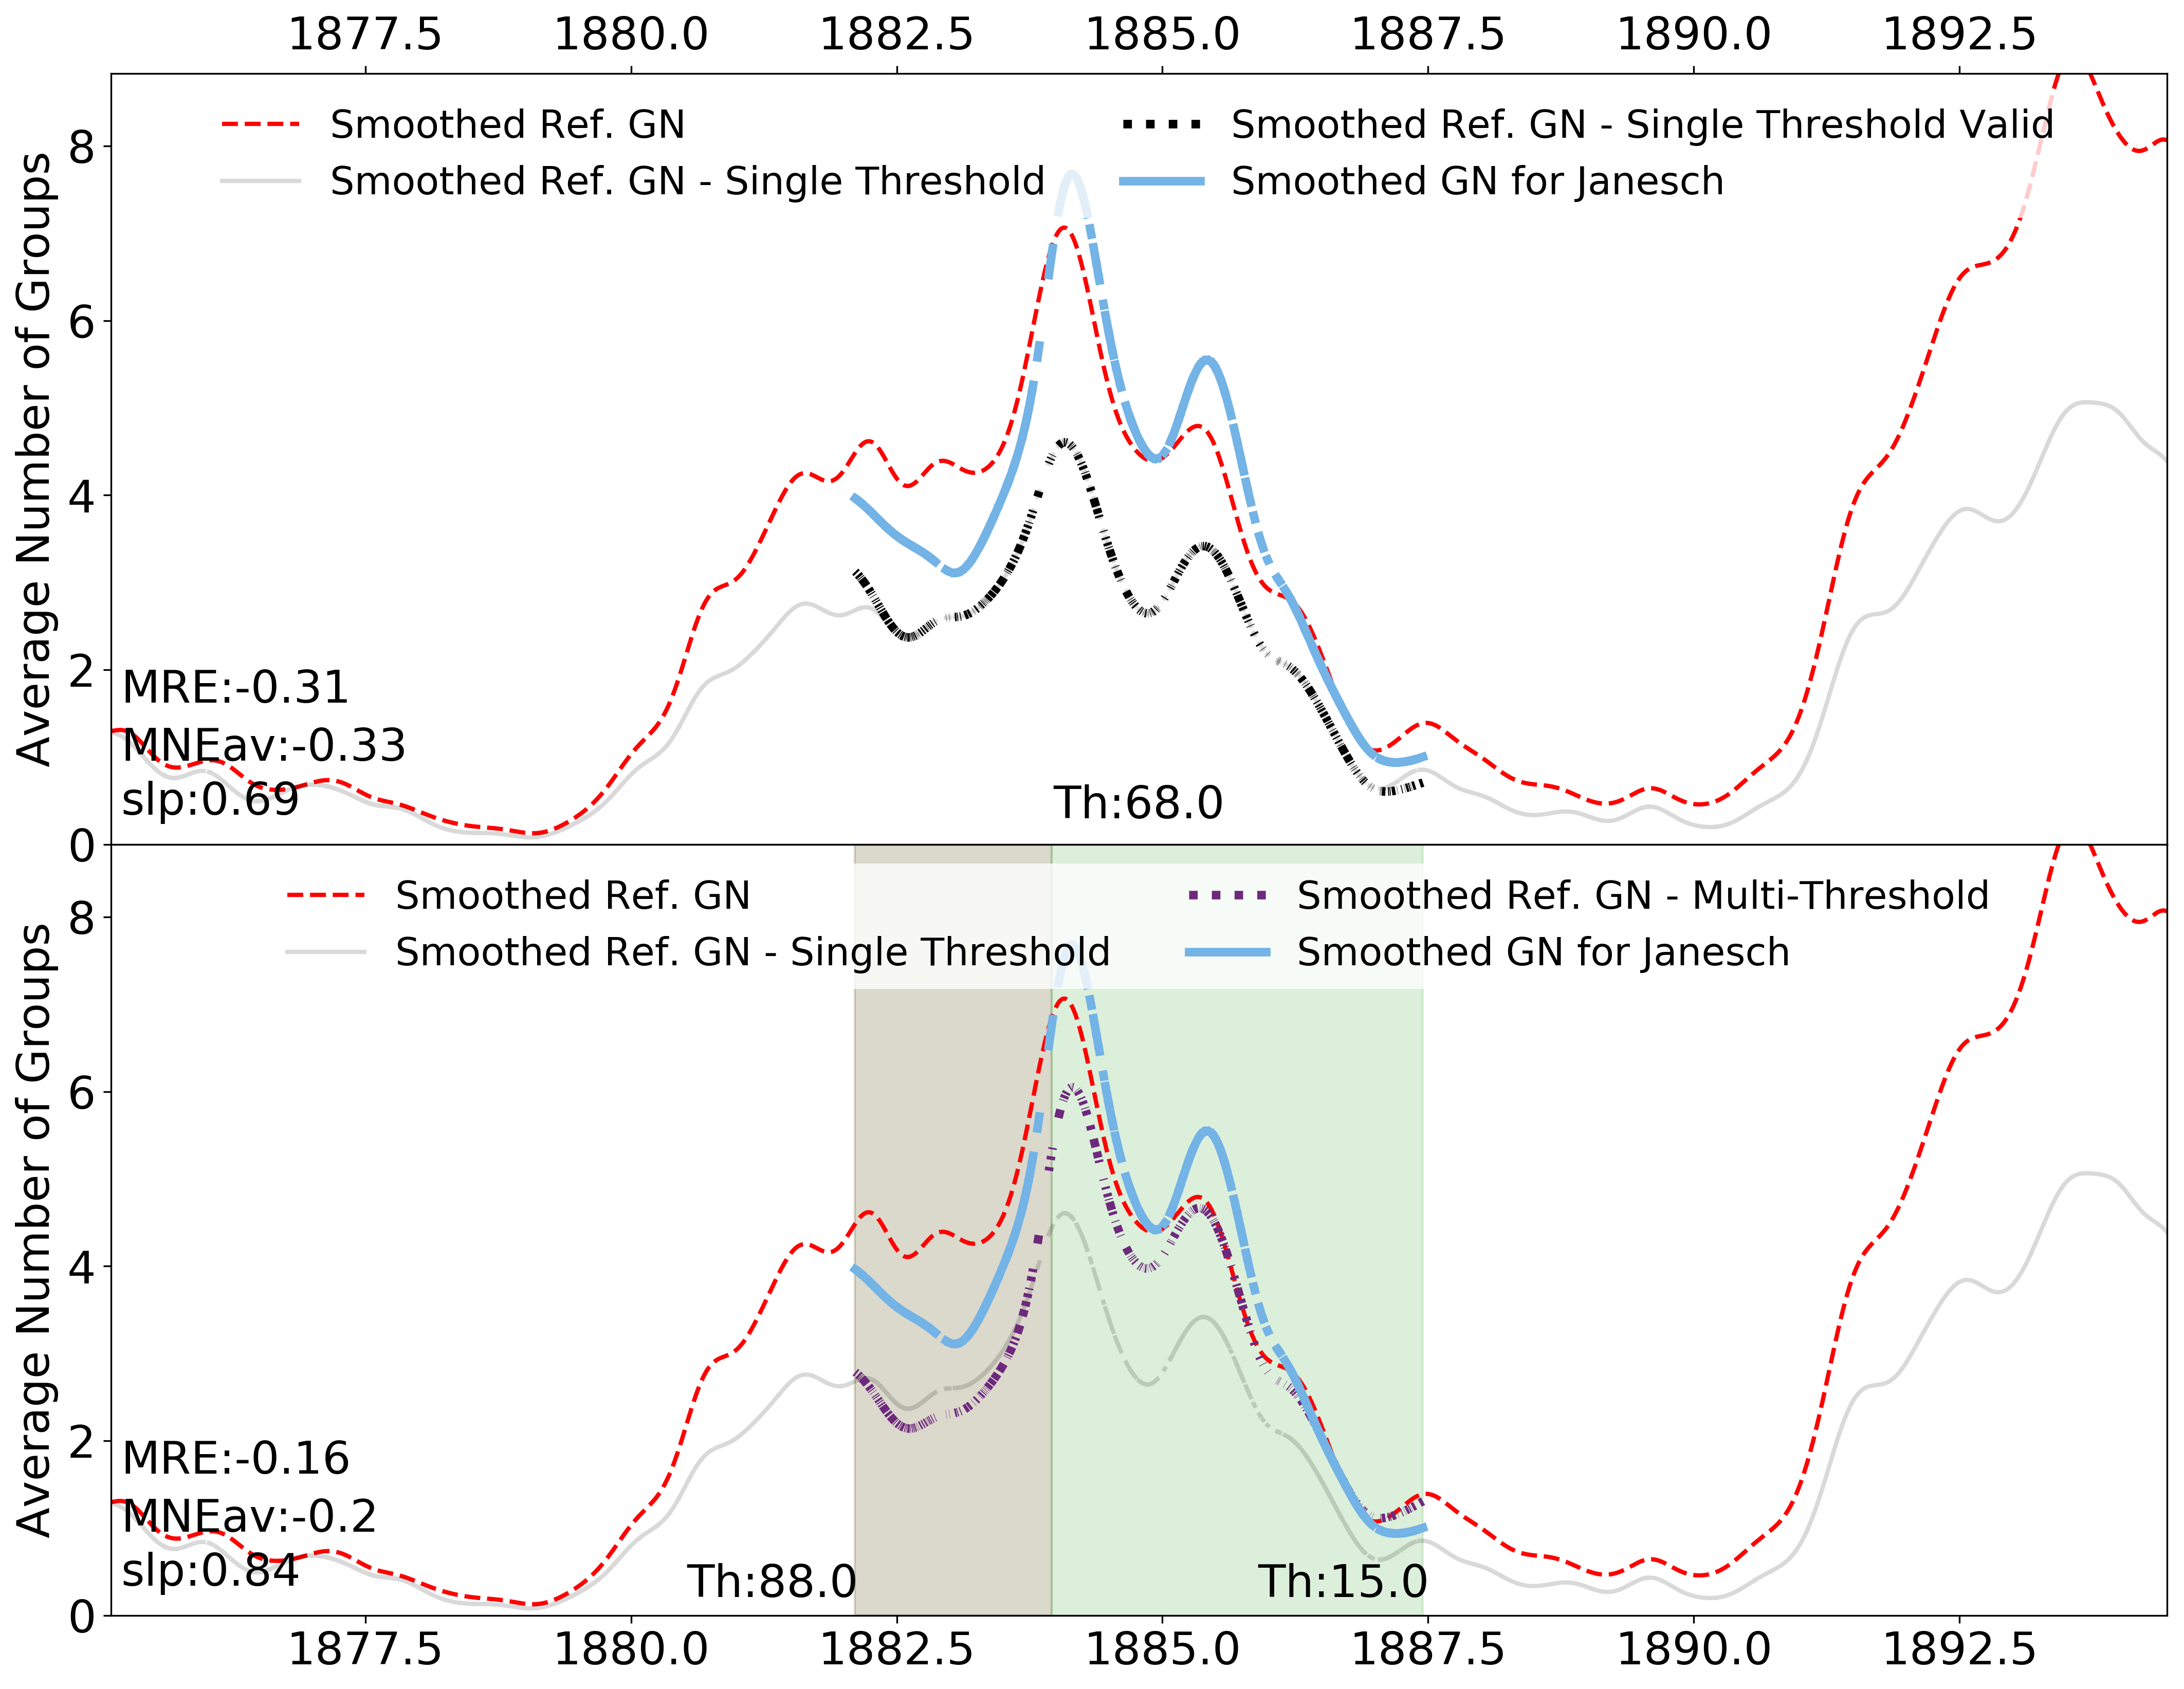 1877.5 1880.0 1882.5 1885.0 1887.5 1890.0 1892.5
Average Number of Groups
8
6
4
2
0
Smoothed Ref. GN
Smoothed Ref. GN - Single Threshold
Smoothed Ref. GN - Single Threshold Valid
Smoothed GN for Janesch
MRE:-0.31
MNEav:-0.33
slp:0.69
Th:68.0
Average Number of Groups
8
6
4
2
0
Smoothed Ref. GN
Smoothed Ref. GN - Single Threshold
Smoothed Ref. GN - Multi-Threshold
Smoothed GN for Janesch
MRE:-0.16
MNEav:-0.2
slp:0.84
Th:88.0
Th:15.0
1877.5 1880.0 1882.5 1885.0 1887.5 1890.0 1892.5